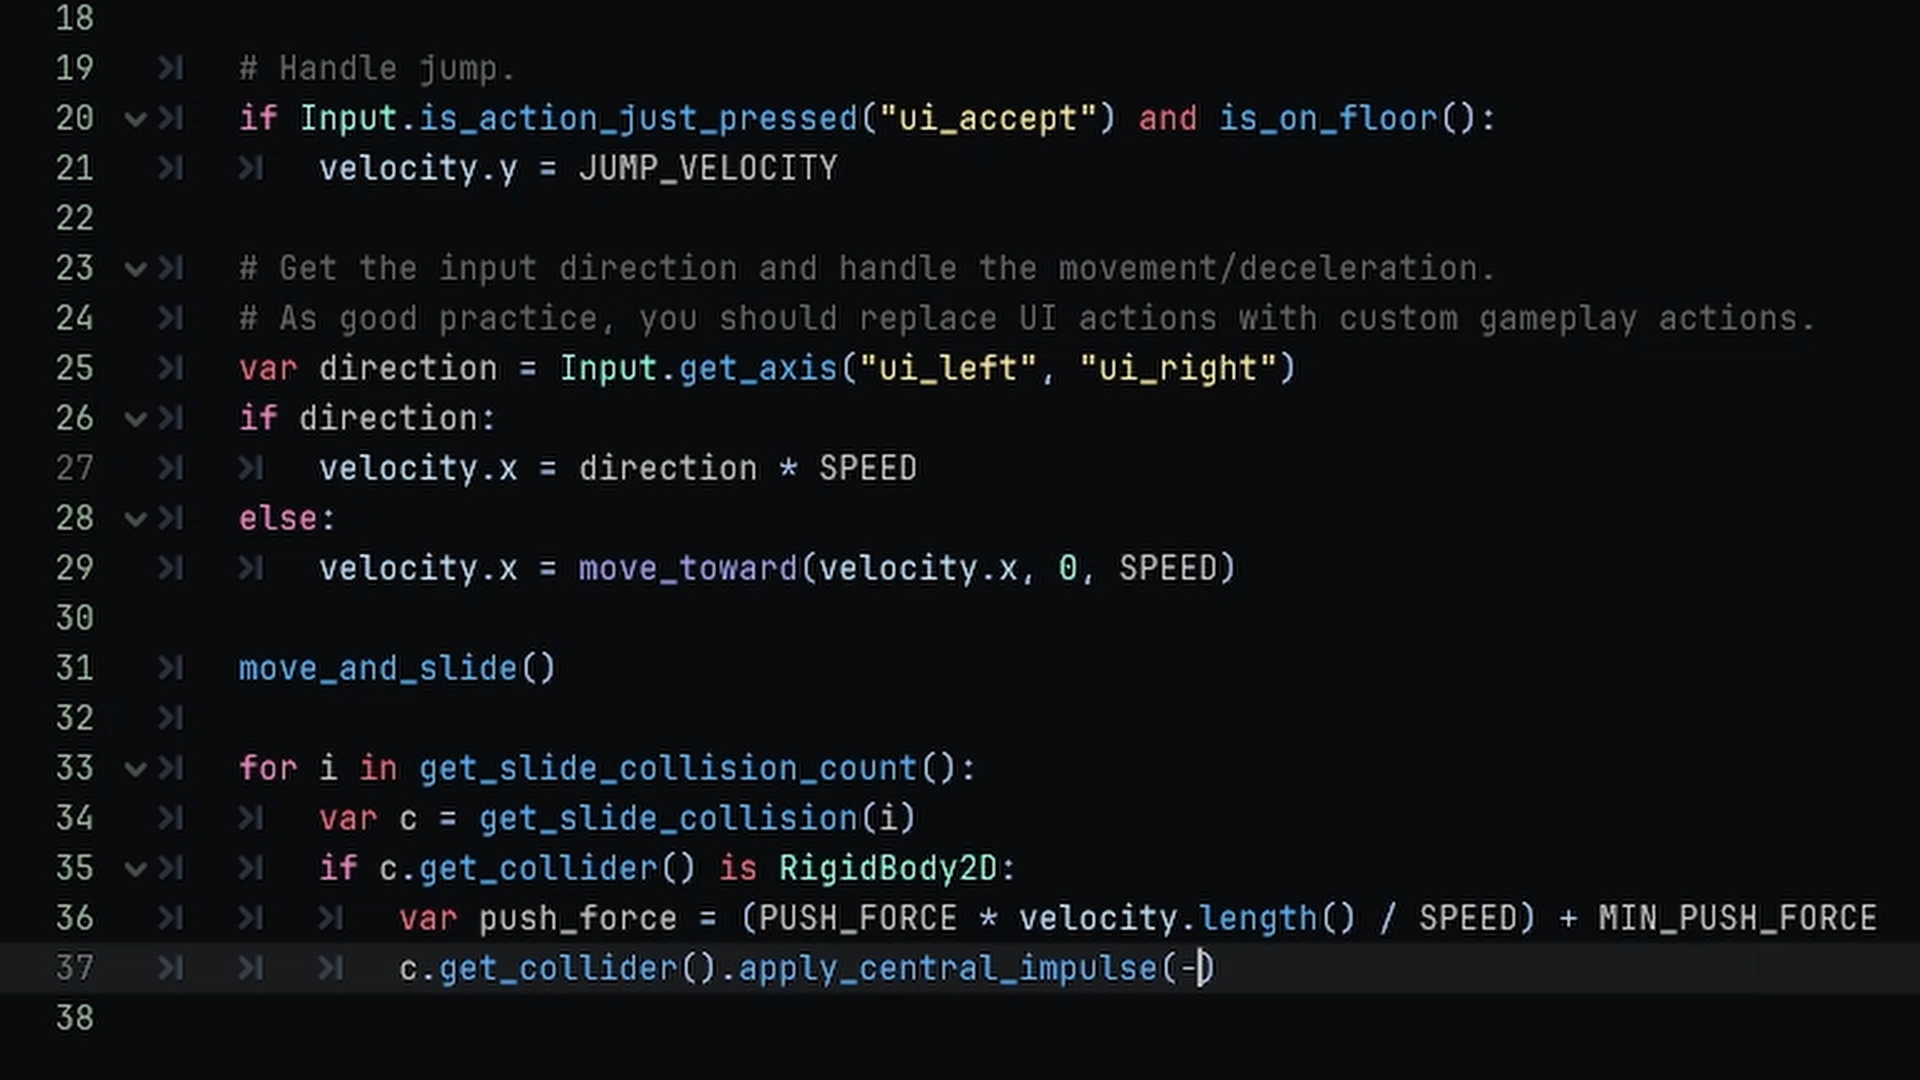 18
19 # Handle jump.
20 if Input.is_action_just_pressed("ui_accept") and is_on_floor():
21 velocity.y = JUMP_VELOCITY
22
23 # Get the input direction and handle the movement/deceleration.
24 # As good practice, you should replace UI actions with custom gameplay actions.
25 var direction = Input.get_axis("ui_left", "ui_right")
26 if direction:
27 velocity.x = direction * SPEED
28 else:
29 velocity.x = move_toward(velocity.x, 0, SPEED)
30
31 move_and_slide()
32
33 for i in get_slide_collision_count():
34 var c = get_slide_collision(i)
35 if c.get_collider() is RigidBody2D:
36 var push_force = (PUSH_FORCE * velocity.length() / SPEED) + MIN_PUSH_FORCE
37 c.get_collider().apply_central_impulse(-)
38